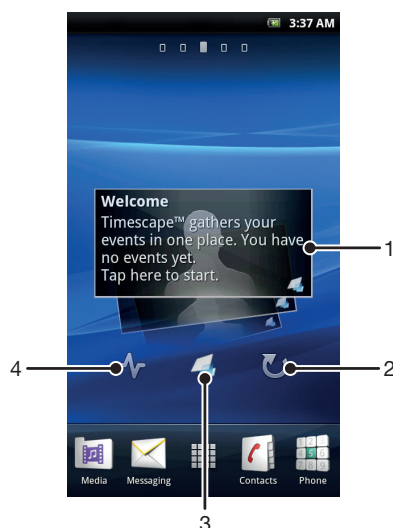 3:37 AM
Welcome
Timescape™ gathers your
events in one place. You have
no events yet.
Tap here to start.
1
4
2
Media
Messaging
Contacts
Phone
3